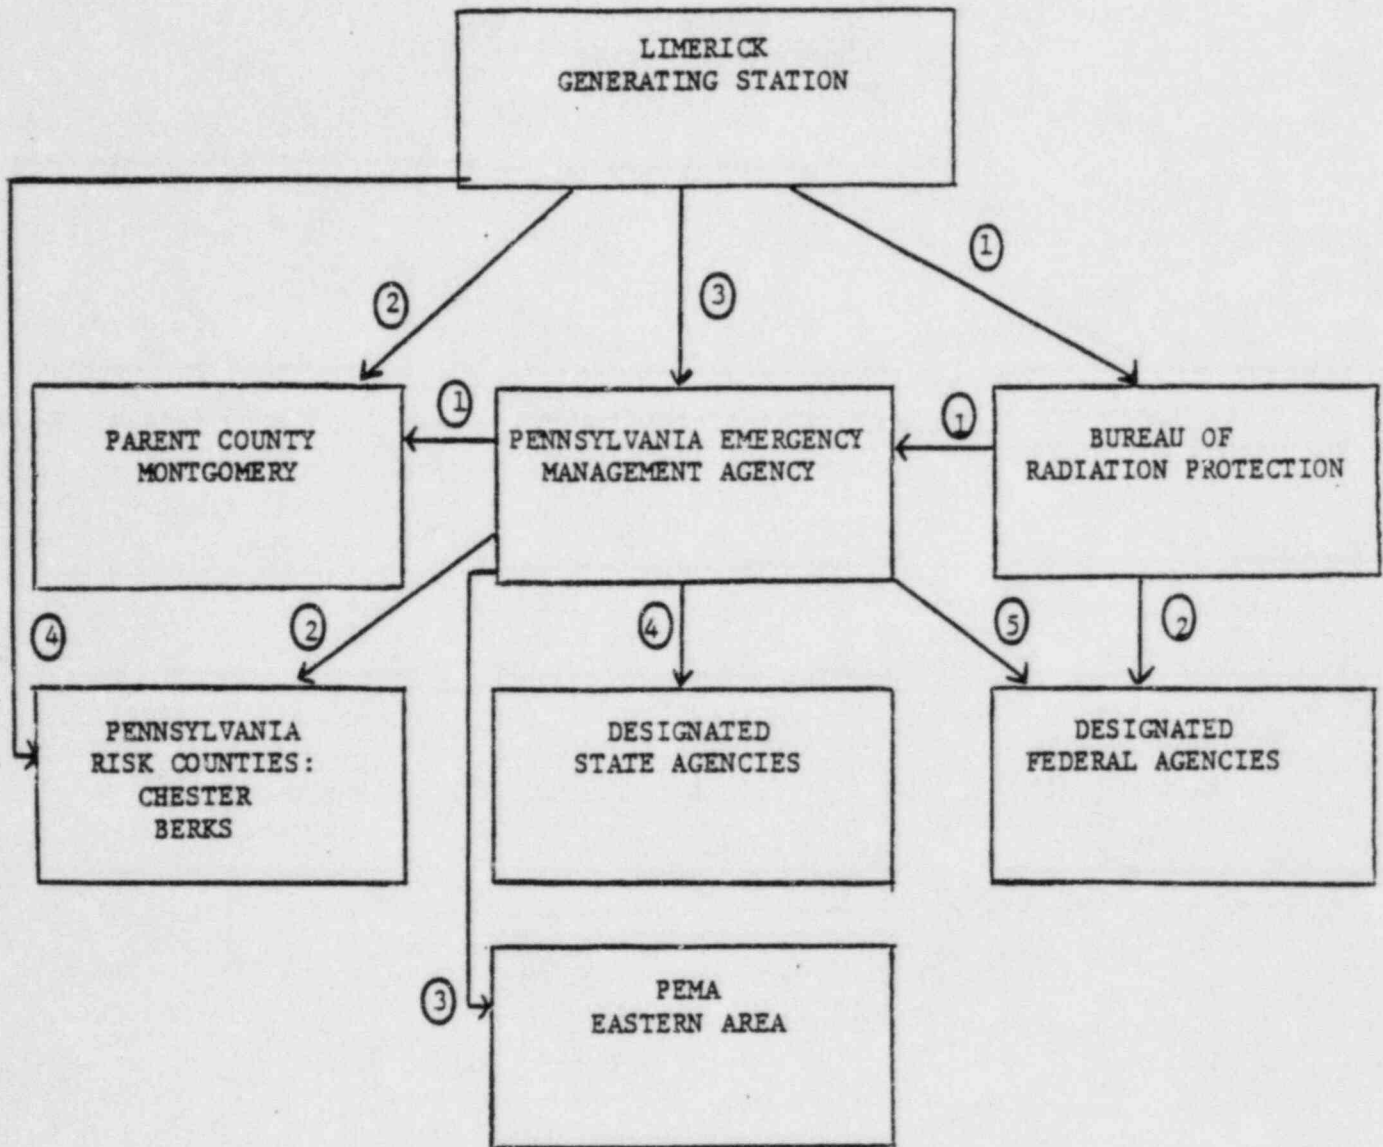 LIMERICK
GENERATING STATION
1
2
3
1
1
PARENT COUNTY
MONTGOMERY
PENNSYLVANIA EMERGENCY
MANAGEMENT AGENCY
BUREAU OF
RADIATION PROTECTION
4
2
4
5
2
PENNSYLVANIA
RISK COUNTIES:
CHESTER
BERKS
DESIGNATED
STATE AGENCIES
DESIGNATED
FEDERAL AGENCIES
3
PEMA
EASTERN AREA